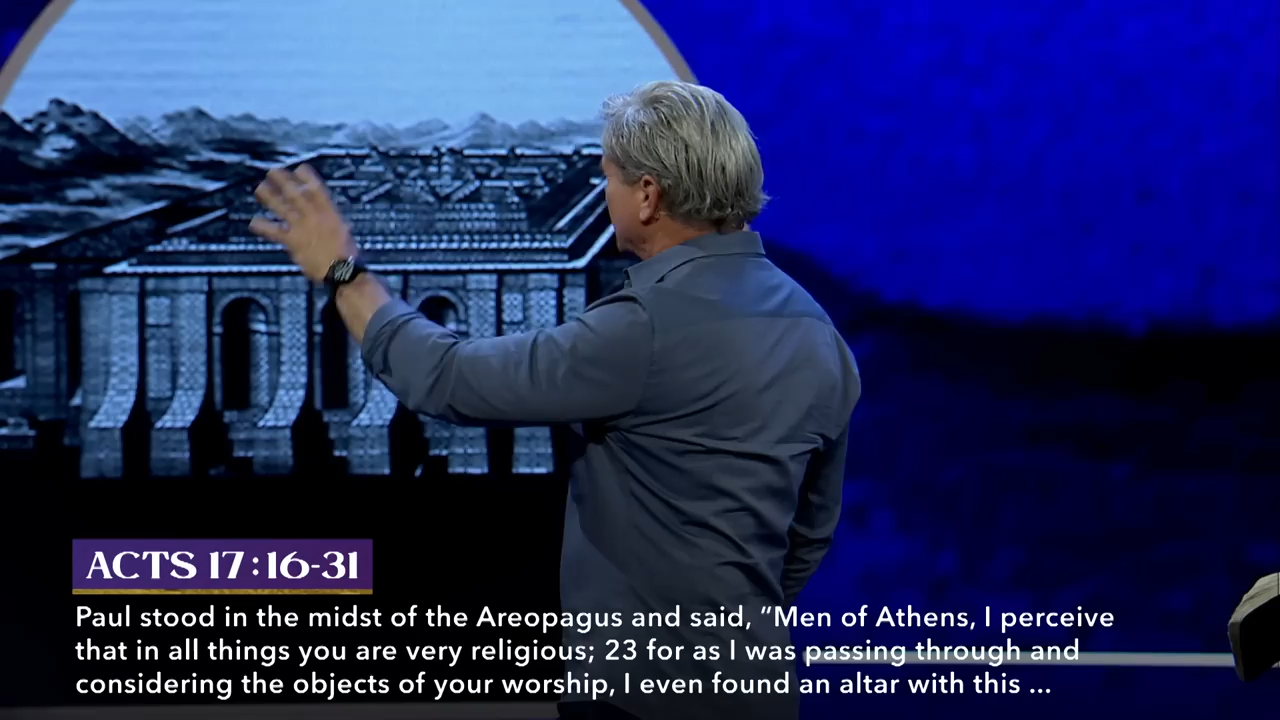 ACTS 17:16-31
Paul stood in the midst of the Areopagus and said, “Men of Athens, I perceive
that in all things you are very religious; 23 for as I was passing through and
considering the objects of your worship, I even found an altar with this ...